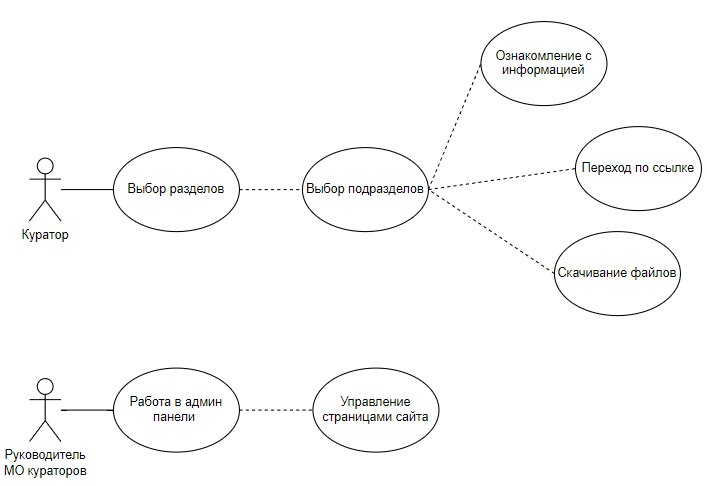 Ознакомление с
информацией
Переход по ссылке
Выбор разделов
Выбор подразделов
Куратор
Скачивание файлов
Работа в админ
панели
Управление
страницами сайта
Руководитель
МО кураторов